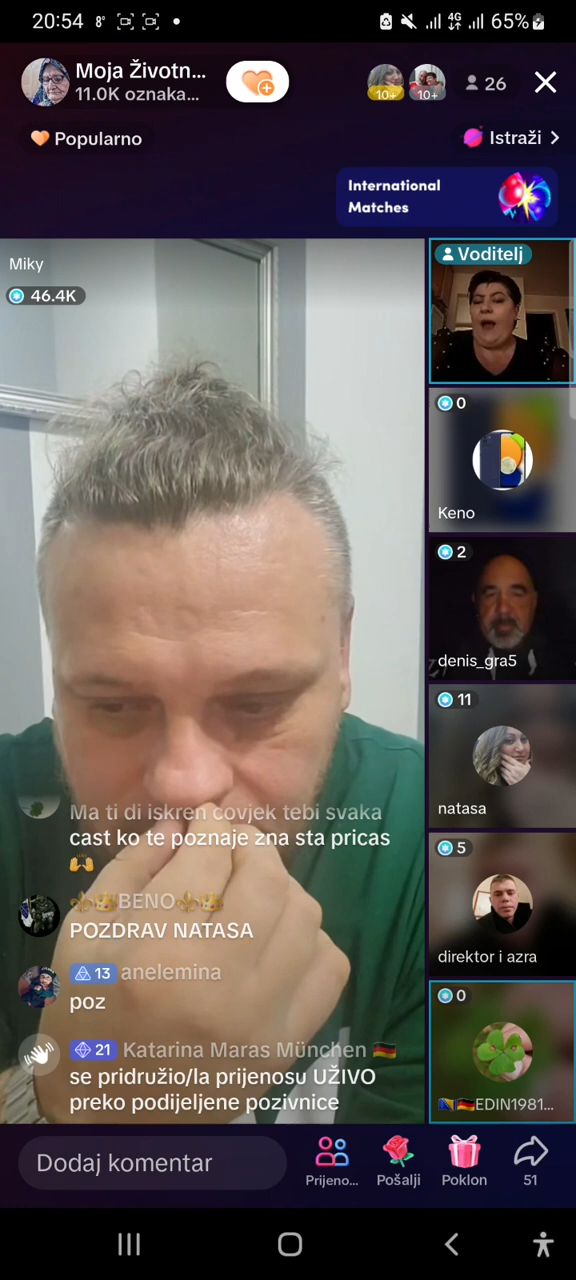 20:54 8° 4G 65%
Moja Životn...
11.0K oznaka...
10+ 10+ 26
Popularno
Istraži
International
Matches
Miky
46.4K
Voditelj
0
Keno
2
denis_gra5
11
natasa
5
direktor i azra
0
EDIN1981...
Ma ti di iskren covjek tebi svaka
cast ko te poznaje zna sta pricas
🙌
⚜️👑BENO⚜️👑
POZDRAV NATASA
13 anelemina
poz
21 Katarina Maras München 🇩🇪
se pridružio/la prijenosu UŽIVO
preko podijeljene pozivnice
Dodaj komentar
Prijeno...
Pošalji
Poklon
51